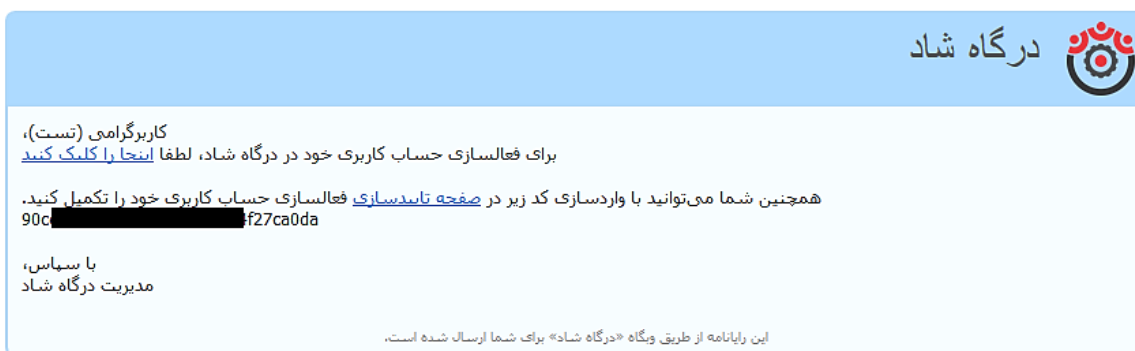 درگاه شاد
کاربرگرامی (تست)،
برای فعالسازی حساب کاربری خود در درگاه شاد، لطفا اینجا را کلیک کنید
همچنین شما می‌توانید با واردسازی کد زیر در صفحه تاییدسازی فعالسازی حساب کاربری خود را تکمیل کنید.
90c f27ca0da
با سپاس،
مدیریت درگاه شاد
این رایانامه از طریق وبگاه «درگاه شاد» برای شما ارسال شده است.